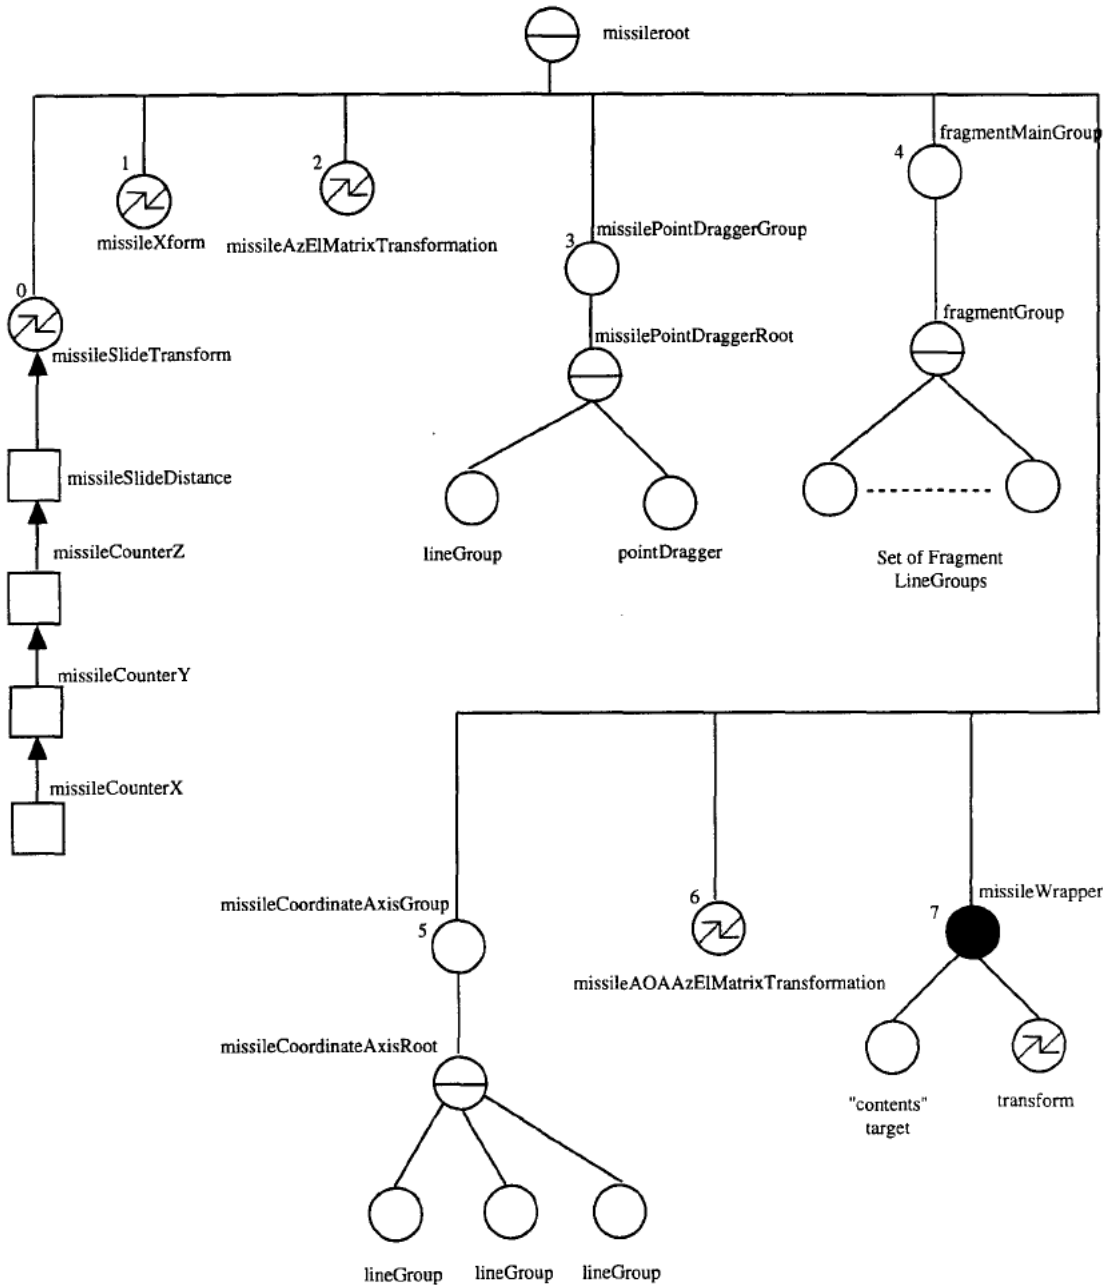 missileroot
fragmentMainGroup
4
1
2
missilePointDraggerGroup
3
missileXform
missileAzElMatrixTransformation
0
fragmentGroup
missilePointDraggerRoot
missileSlideTransform
missileSlideDistance
missileCounterZ
lineGroup
pointDragger
Set of Fragment
LineGroups
missileCounterY
missileCounterX
missileCoordinateAxisGroup
5
6
missileWrapper
7
missileAOAAzElMatrixTransformation
missileCoordinateAxisRoot
"contents"
target
transform
lineGroup
lineGroup
lineGroup